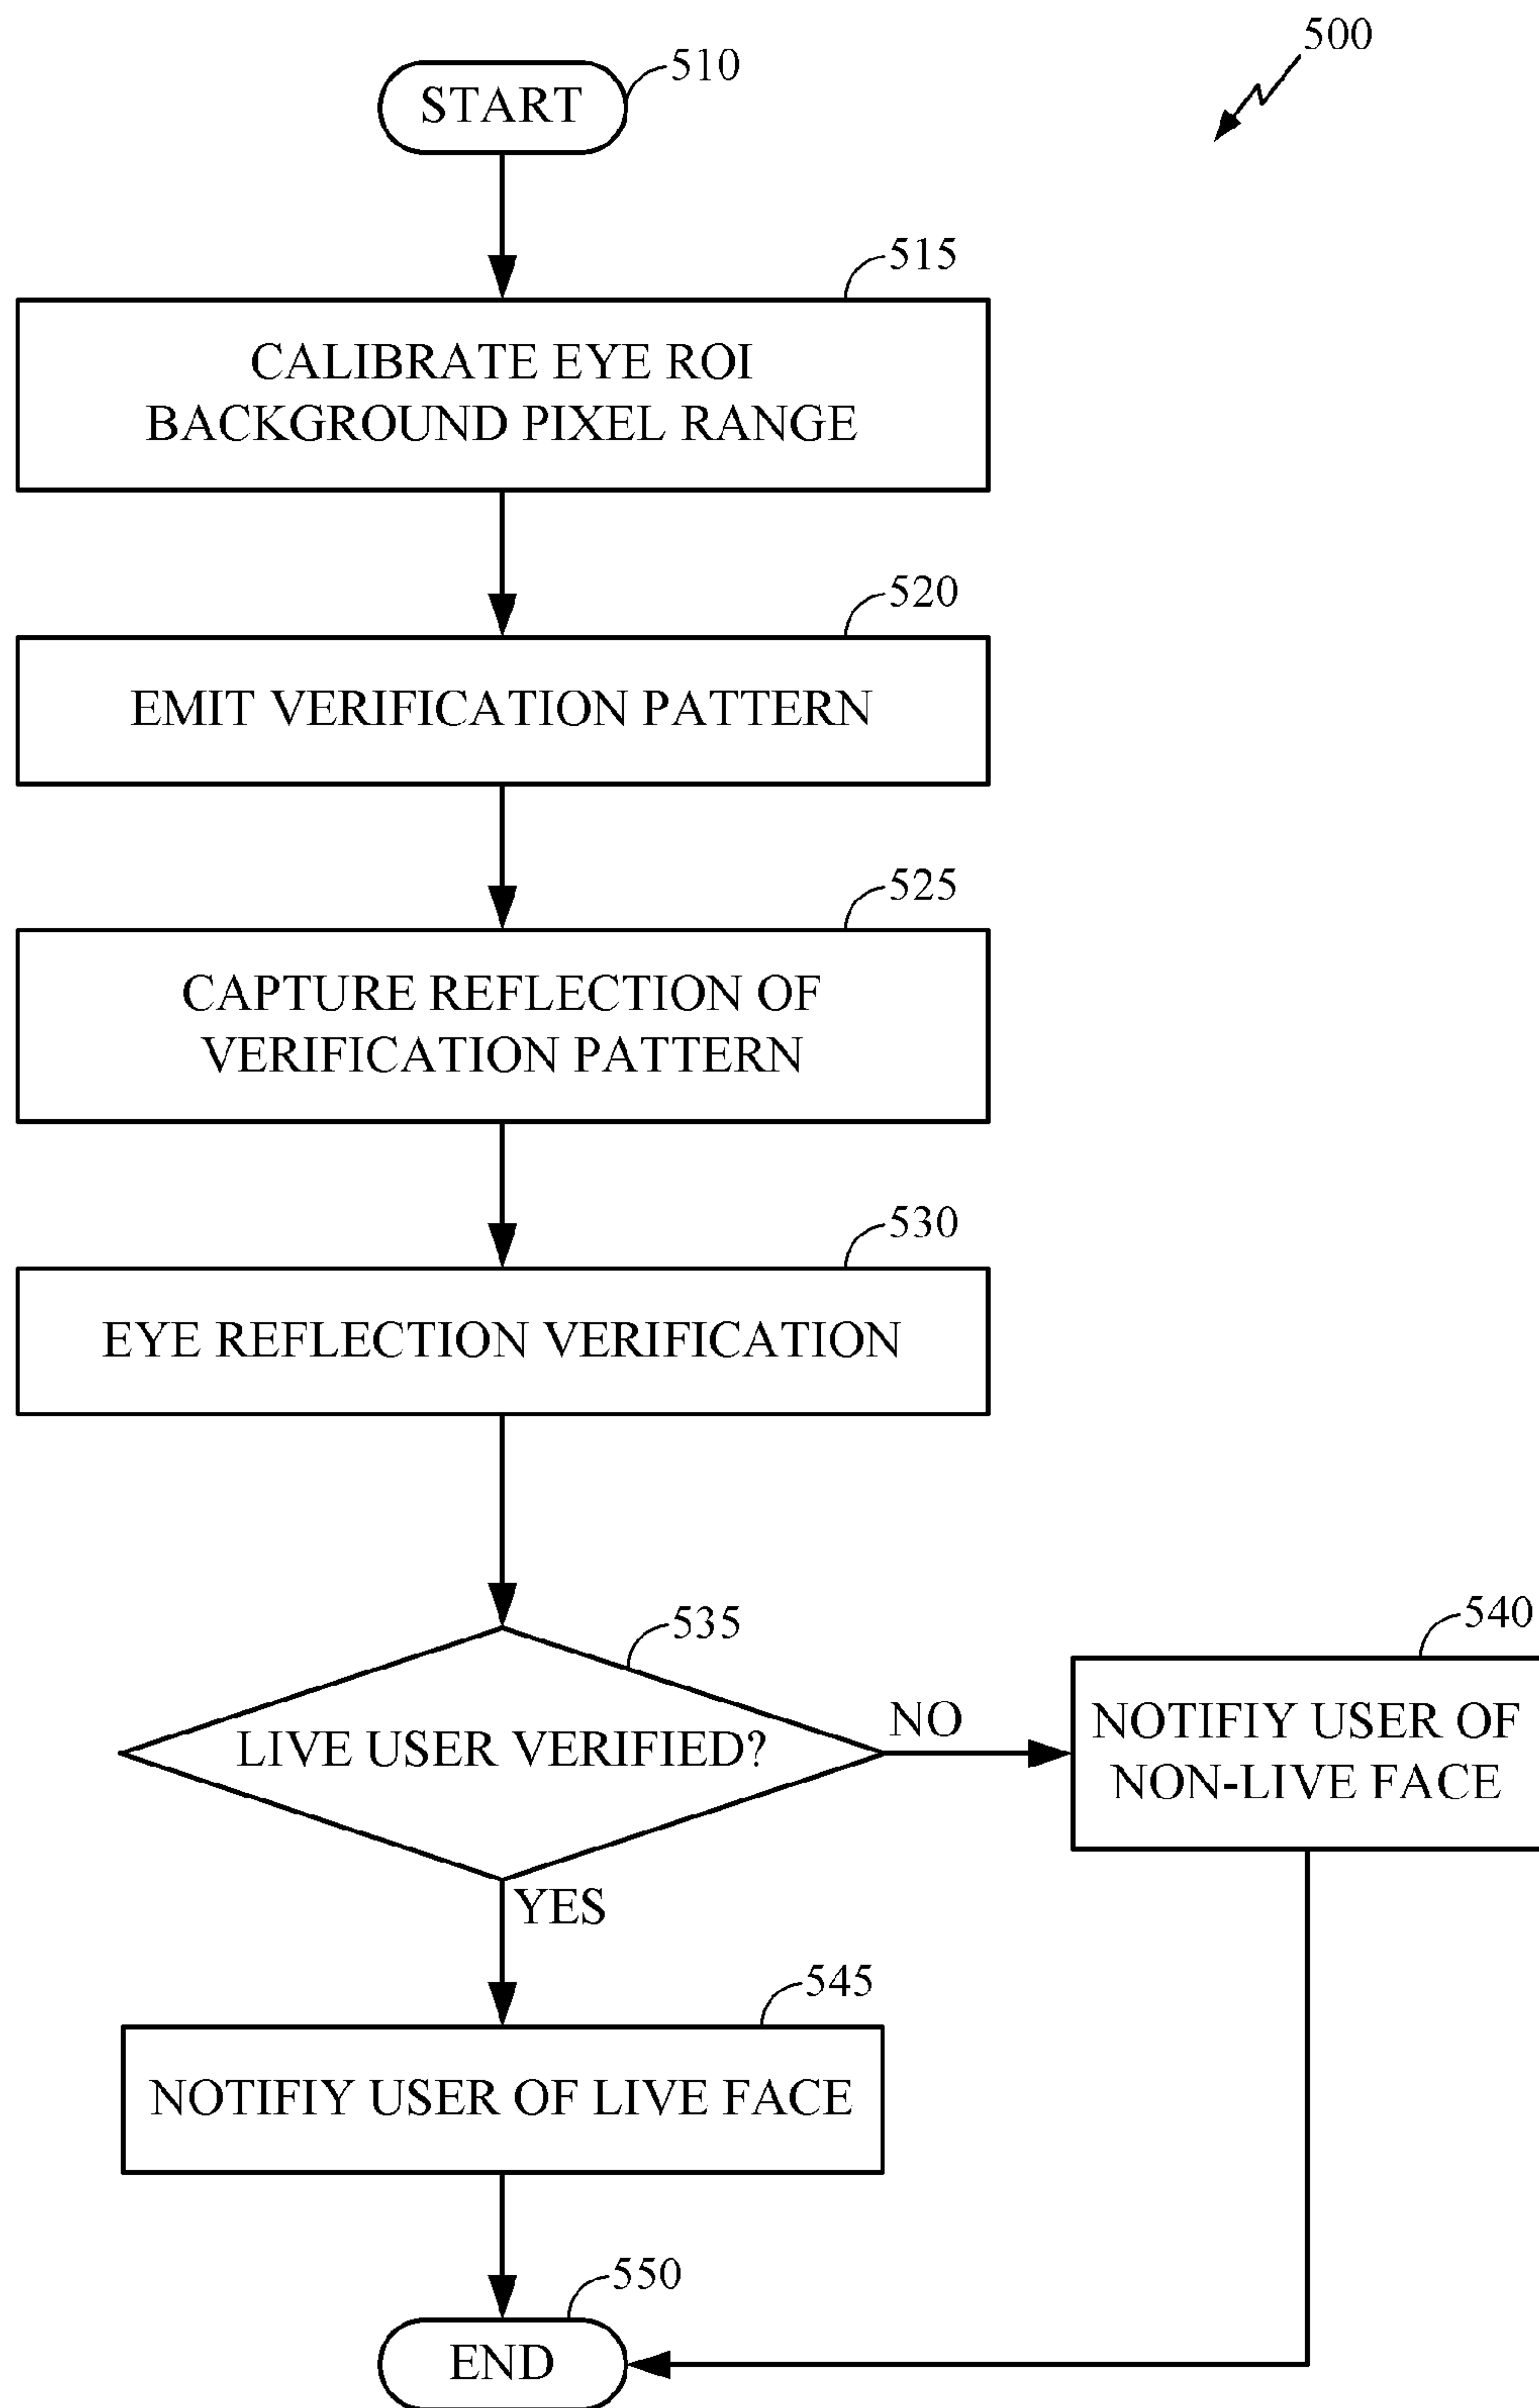 500
510
START
515
CALIBRATE EYE ROI
BACKGROUND PIXEL RANGE
520
EMIT VERIFICATION PATTERN
525
CAPTURE REFLECTION OF
VERIFICATION PATTERN
530
EYE REFLECTION VERIFICATION
535
LIVE USER VERIFIED?
NO
540
NOTIFIY USER OF
NON-LIVE FACE
YES
545
NOTIFIY USER OF LIVE FACE
550
END